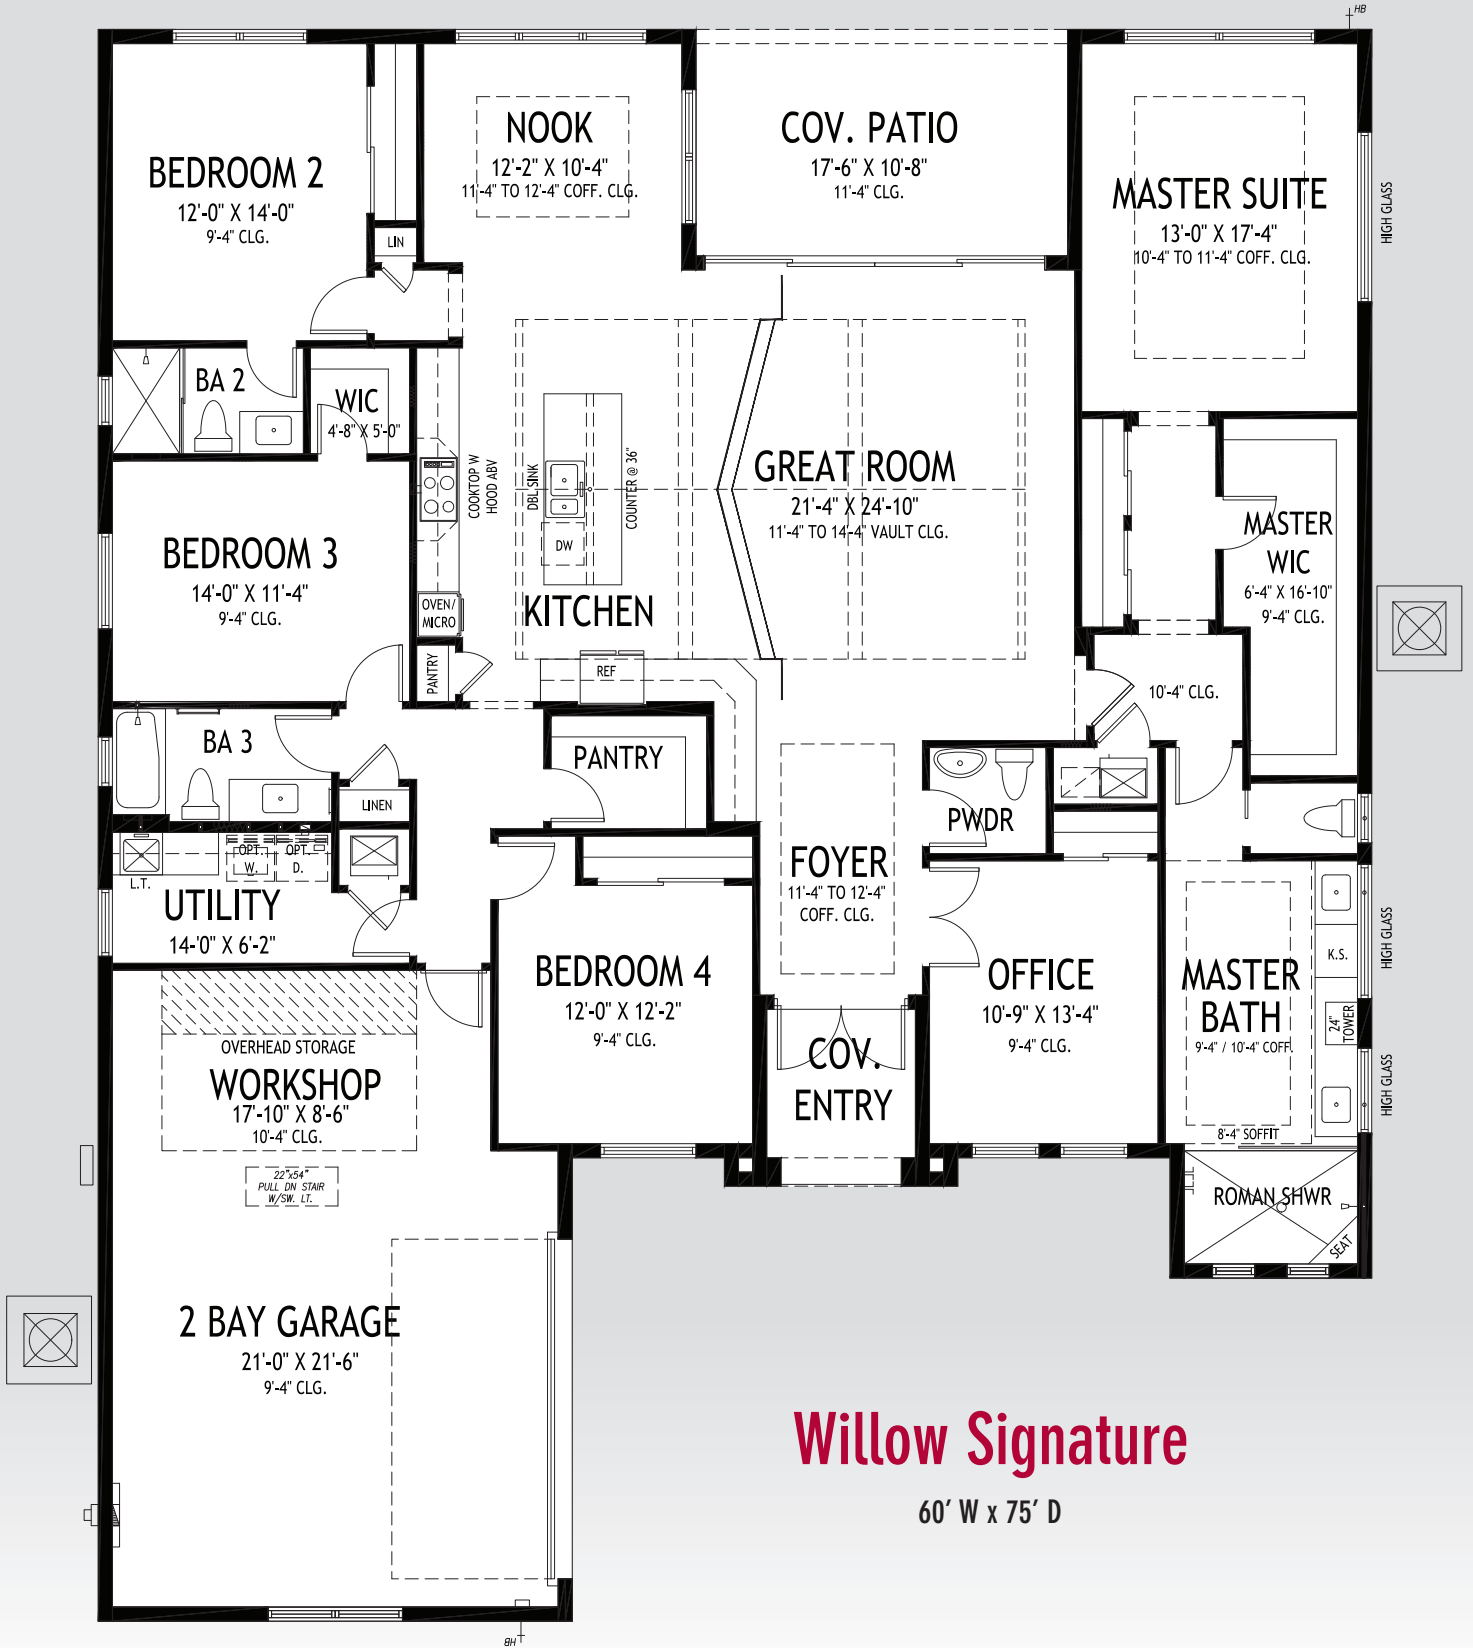 HB
BEDROOM 2
12'-0" X 14'-0"
9'-4" CLG.
LIN
NOOK
12'-2" X 10'-4"
11'-4" TO 12'-4" COFF. CLG.
COV. PATIO
17'-6" X 10'-8"
11'-4" CLG.
MASTER SUITE
13'-0" X 17'-4"
10'-4" TO 11'-4" COFF. CLG.
HIGH GLASS
BA 2
WIC
4'-8" X 5'-0"
COOKTOP W
HOOD ABV
DBL SINK
DW
COUNTER @ 36"
GREAT ROOM
21'-4" X 24'-10"
11'-4" TO 14'-4" VAULT CLG.
MASTER
WIC
6'-4" X 16'-10"
9'-4" CLG.
BEDROOM 3
14'-0" X 11'-4"
9'-4" CLG.
OVEN/
MICRO
KITCHEN
PANTRY
REF
10'-4" CLG.
BA 3
LINEN
PANTRY
PWDR
FOYER
11'-4" TO 12'-4"
COFF. CLG.
L.T.
OPT.
W.
OPT.
D.
UTILITY
14-'0" X 6'-2"
BEDROOM 4
12'-0" X 12'-2"
9'-4" CLG.
OFFICE
10'-9" X 13'-4"
9'-4" CLG.
MASTER
BATH
9'-4" / 10'-4" COFF.
K.S.
24"
TOWER
HIGH GLASS
HIGH GLASS
8'-4" SOFFIT
ROMAN SHWR
SEAT
COV.
ENTRY
OVERHEAD STORAGE
WORKSHOP
17'-10" X 8'-6"
10'-4" CLG.
22"x54"
PULL DN STAIR
W/SW. LT.
2 BAY GARAGE
21'-0" X 21'-6"
9'-4" CLG.
HB
Willow Signature
60' W x 75' D